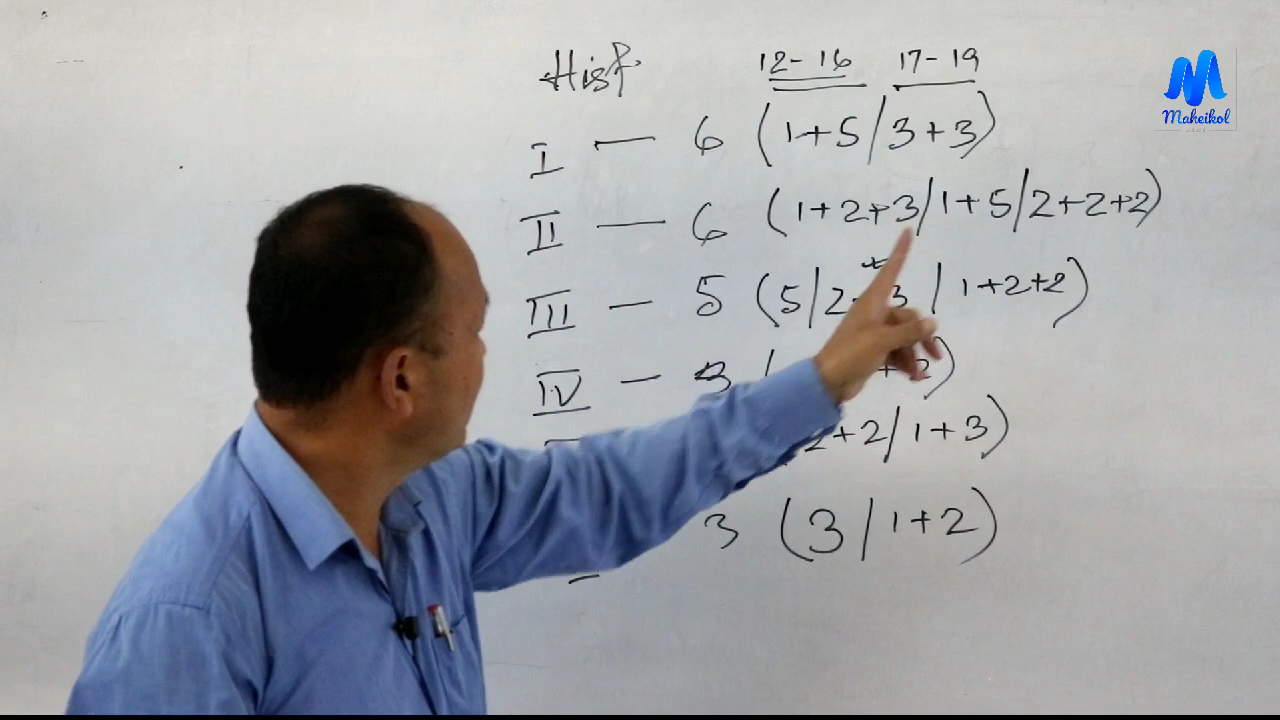 Hist 12-16 17-19
I — 6 (1+5/3+3)
II — 6 (1+2+3/1+5/2+2+2)
III — 5 (5/2 3/1+2+2)
IV — 3 2)
2+2/1+3)
3 (3/1+2)
Maheikol